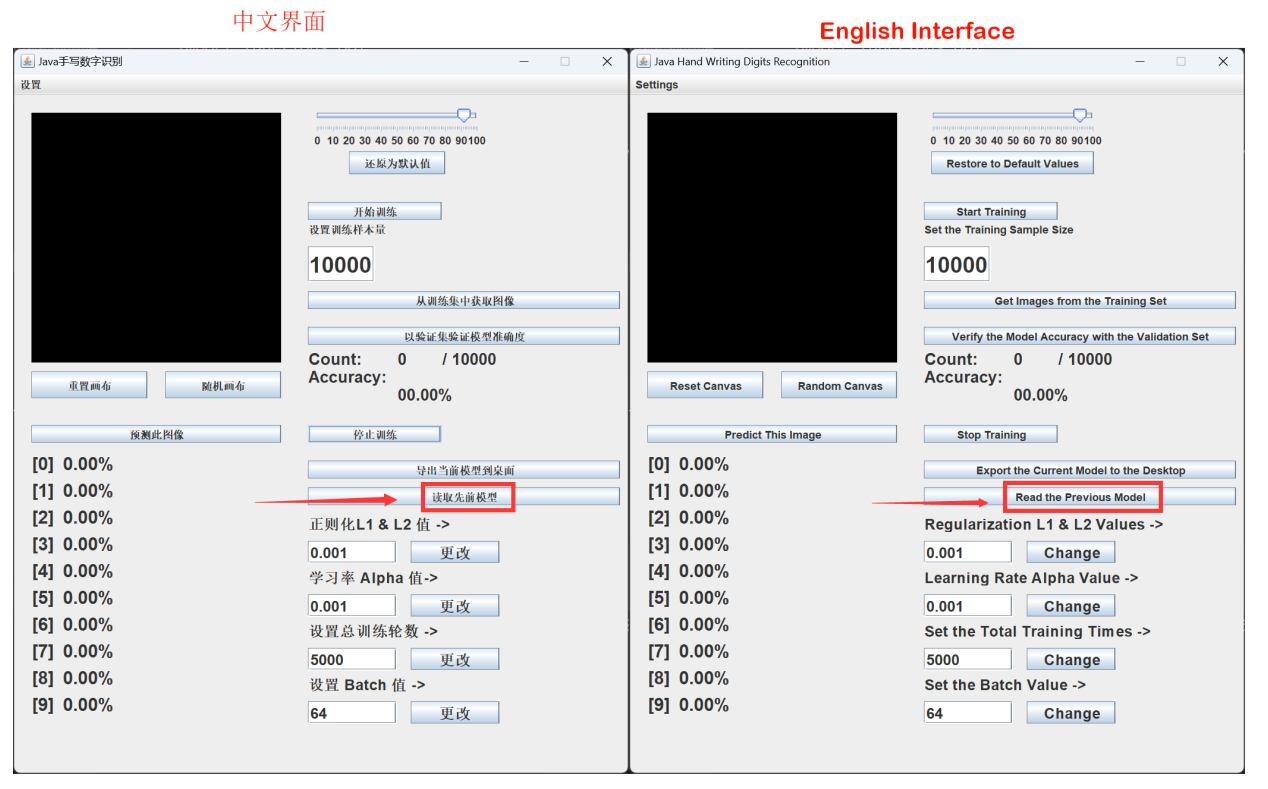 中文界面
English Interface
Java手写数字识别
设置
0 10 20 30 40 50 60 70 80 90100
还原为默认值
开始训练
设置训练样本量
10000
从训练集中获取图像
以验证集验证模型准确度
Count: 0 / 10000
Accuracy:
00.00%
重置画布 随机画布
预测此图像
停止训练
[0] 0.00%
[1] 0.00%
[2] 0.00%
[3] 0.00%
[4] 0.00%
[5] 0.00%
[6] 0.00%
[7] 0.00%
[8] 0.00%
[9] 0.00%
导出当前模型到桌面
读取先前模型
正则化L1 & L2 值 ->
0.001 更改
学习率 Alpha 值->
0.001 更改
设置总训练轮数 ->
5000 更改
设置 Batch 值 ->
64 更改
Java Hand Writing Digits Recognition
Settings
0 10 20 30 40 50 60 70 80 90100
Restore to Default Values
Start Training
Set the Training Sample Size
10000
Get Images from the Training Set
Verify the Model Accuracy with the Validation Set
Count: 0 / 10000
Accuracy:
00.00%
Reset Canvas Random Canvas
Predict This Image
Stop Training
[0] 0.00%
[1] 0.00%
[2] 0.00%
[3] 0.00%
[4] 0.00%
[5] 0.00%
[6] 0.00%
[7] 0.00%
[8] 0.00%
[9] 0.00%
Export the Current Model to the Desktop
Read the Previous Model
Regularization L1 & L2 Values ->
0.001 Change
Learning Rate Alpha Value ->
0.001 Change
Set the Total Training Times ->
5000 Change
Set the Batch Value ->
64 Change